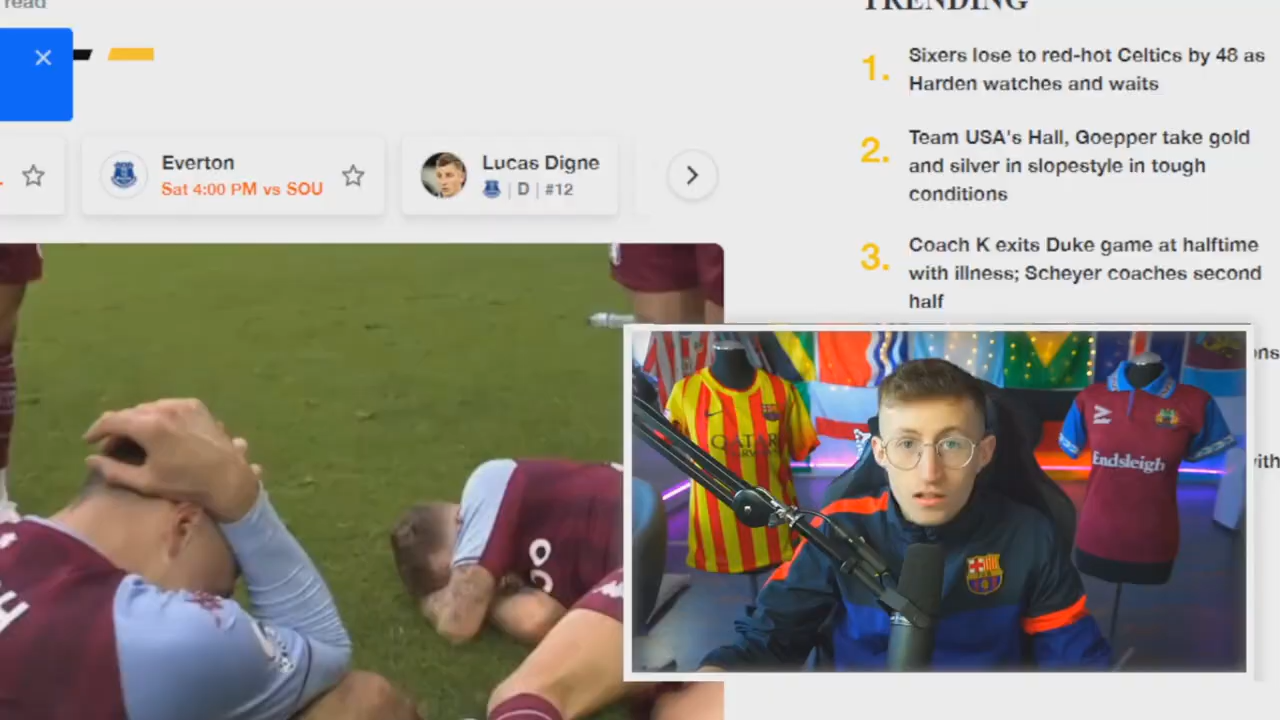 read
TRENDING
Everton
Sat 4:00 PM vs SOU
Lucas Digne
| D | #12
1.
Sixers lose to red-hot Celtics by 48 as
Harden watches and waits
2.
Team USA's Hall, Goepper take gold
and silver in slopestyle in tough
conditions
3.
Coach K exits Duke game at halftime
with illness; Scheyer coaches second
half
QATAR
AIRWAYS
Endsleigh